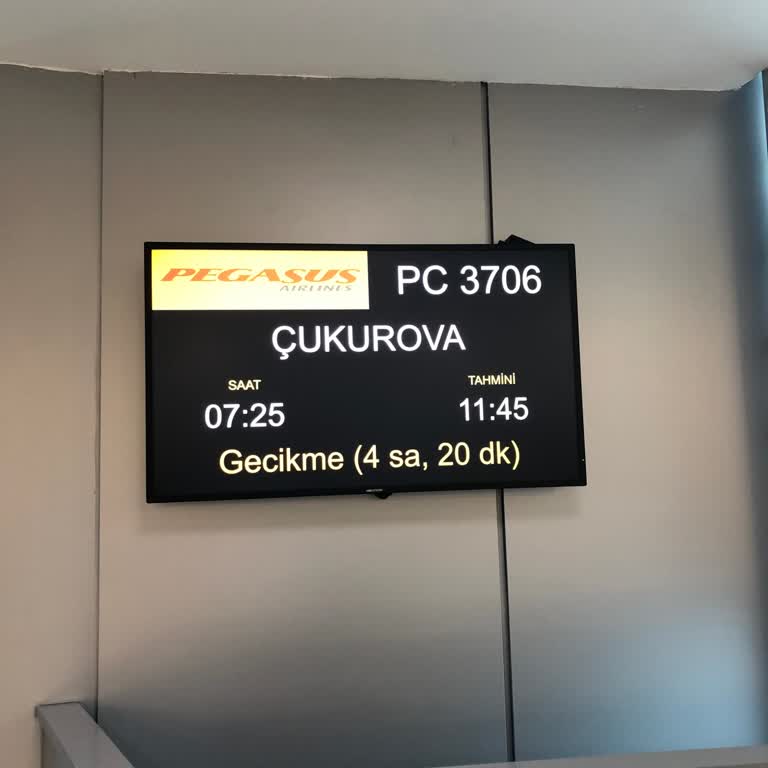 PEGASUS
AIRLINES
PC 3706
ÇUKUROVA
SAAT
TAHMİNİ
07:25
11:45
Gecikme (4 sa, 20 dk)